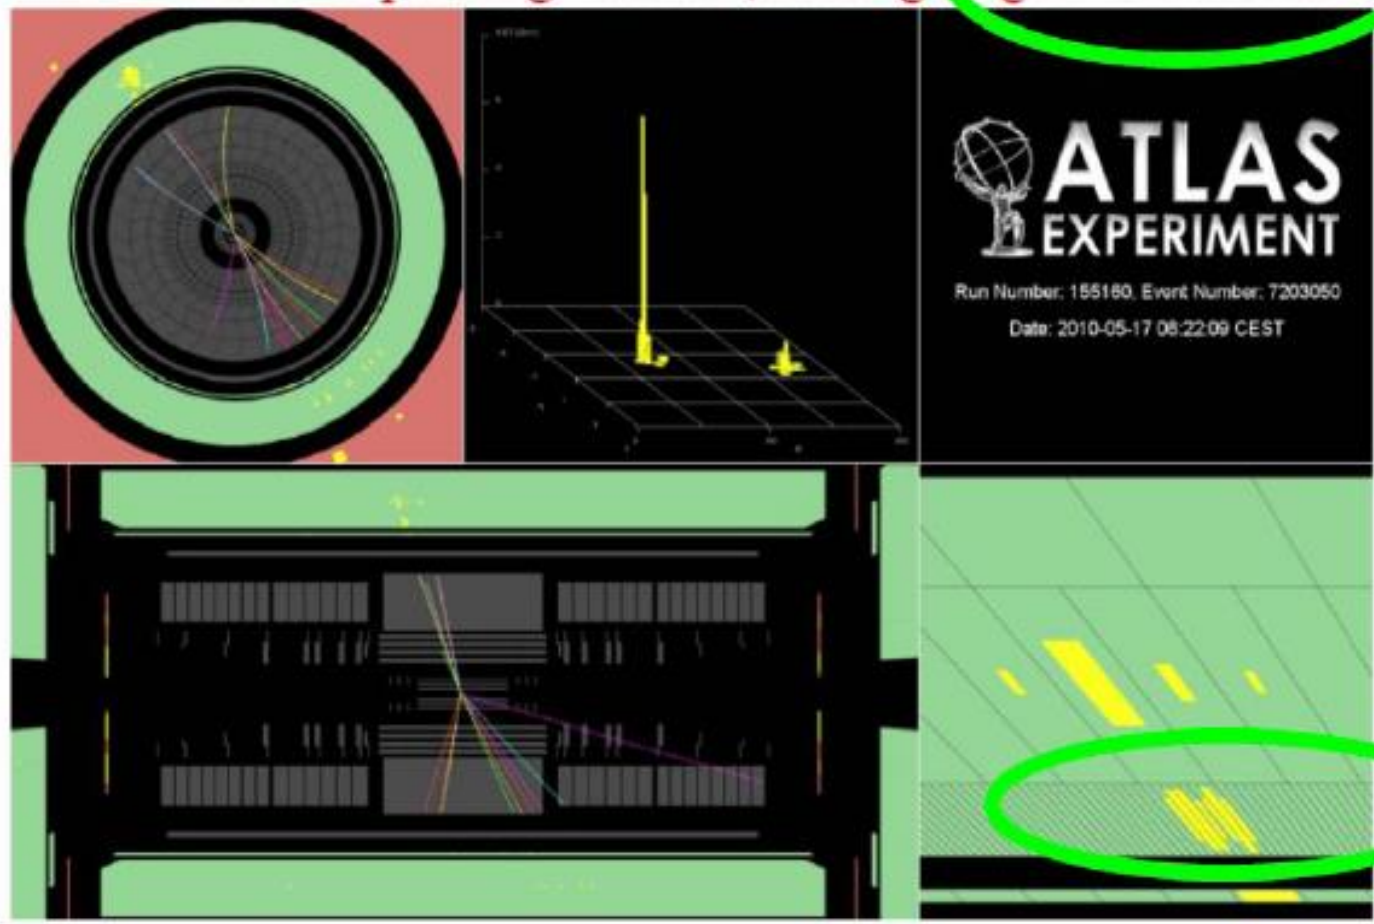 ATLAS
EXPERIMENT
Run Number: 155160, Event Number: 7203050
Date: 2010-05-17 08:22:09 CEST